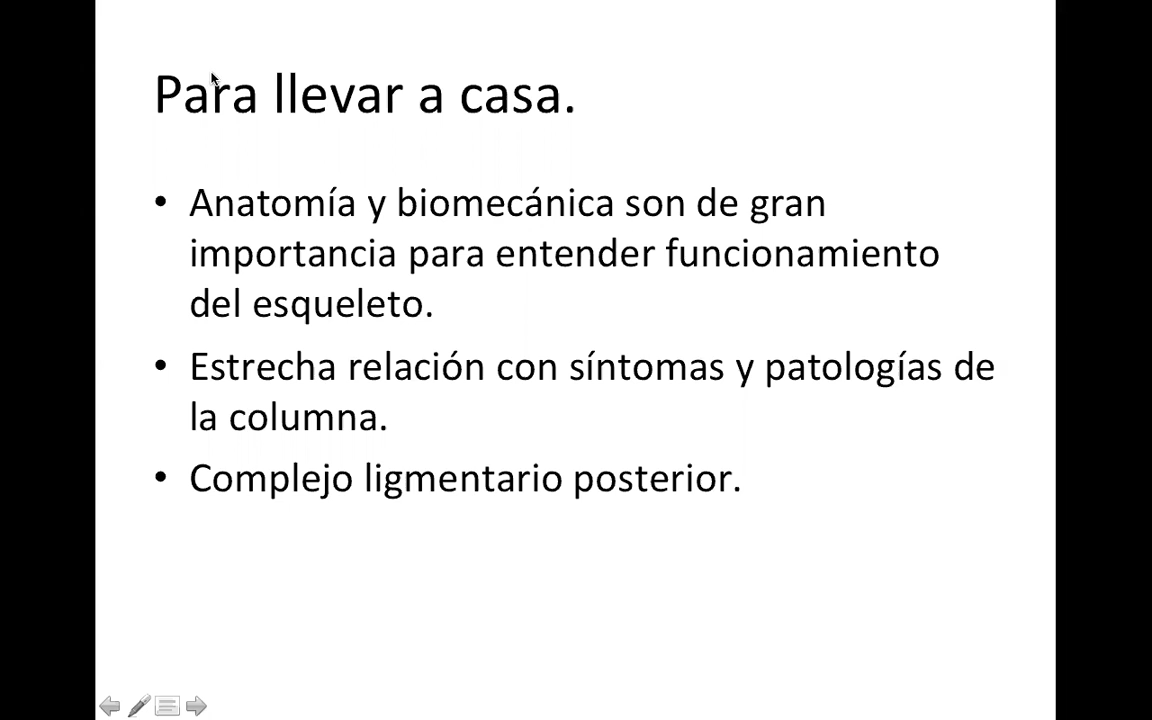 Para llevar a casa.
• Anatomía y biomecánica son de gran
importancia para entender funcionamiento
del esqueleto.
• Estrecha relación con síntomas y patologías de
la columna.
• Complejo ligmentario posterior.